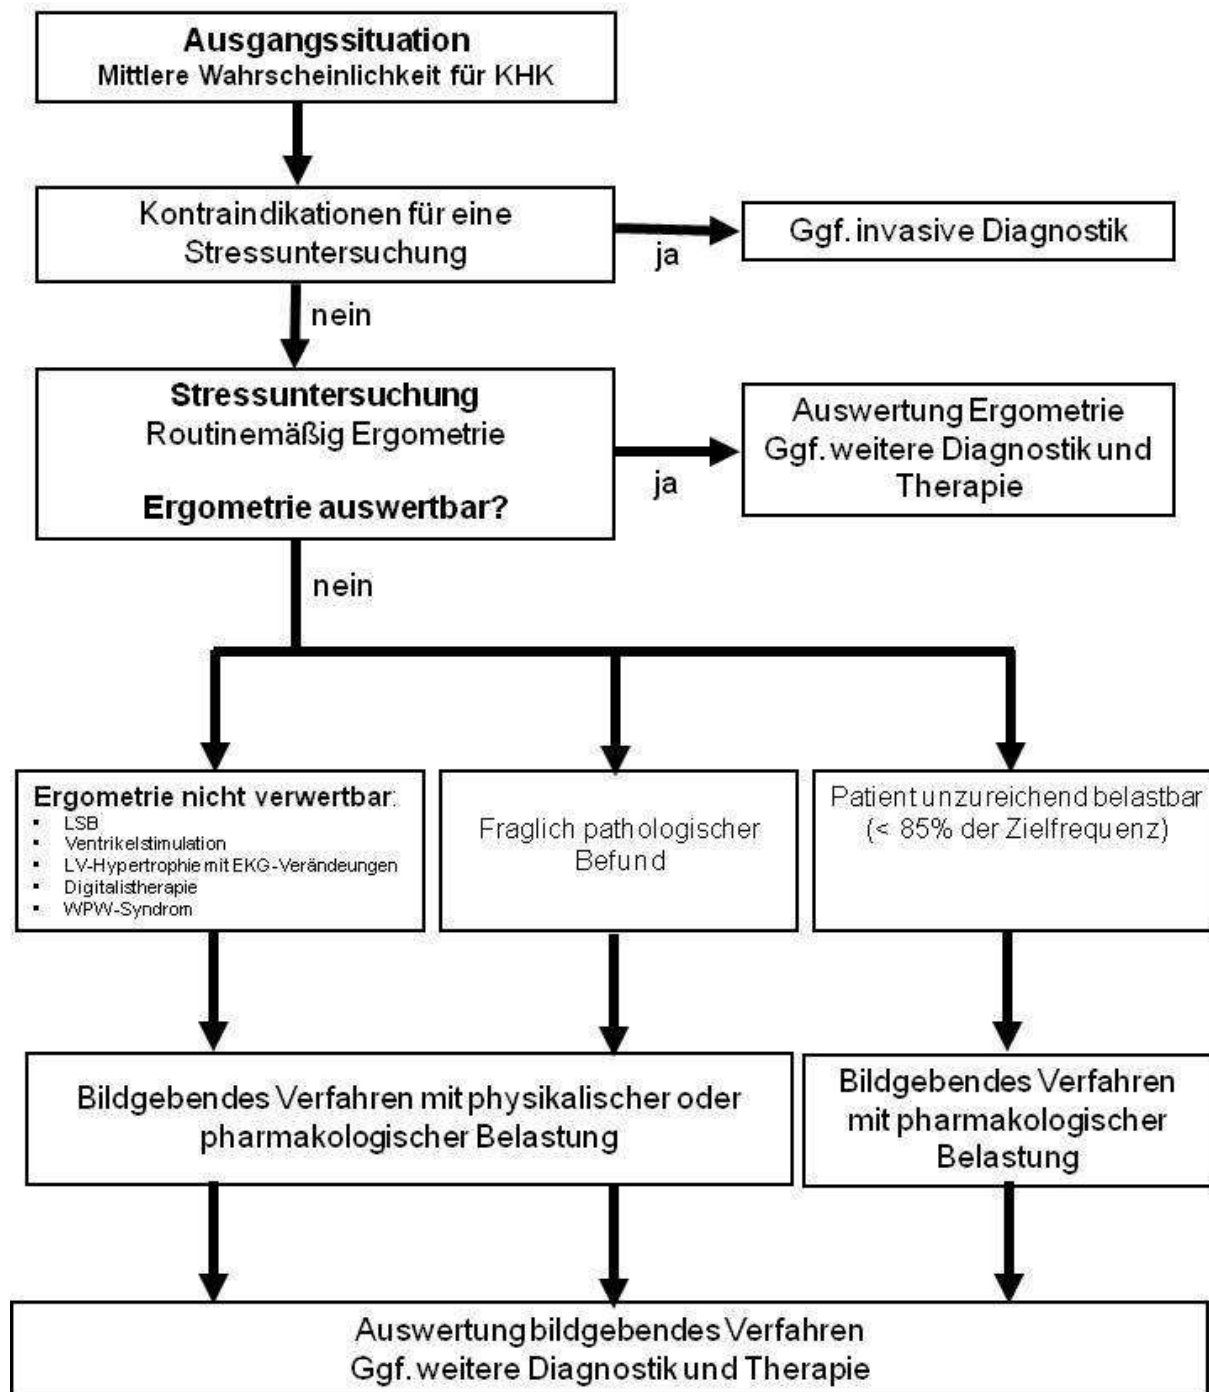 Ausgangssituation
Mittlere Wahrscheinlichkeit für KHK
Kontraindikationen für eine
Stressuntersuchung
ja
Ggf. invasive Diagnostik
nein
Stressuntersuchung
Routinemäßig Ergometrie
Ergometrie auswertbar?
ja
Auswertung Ergometrie
Ggf. weitere Diagnostik und
Therapie
nein
Ergometrie nicht verwertbar:
▪ LSB
▪ Ventrikelstimulation
▪ LV-Hypertrophie mit EKG-Verändeungen
▪ Digitalistherapie
▪ WPW-Syndrom
Fraglich pathologischer
Befund
Patient unzureichend belastbar
(< 85% der Zielfrequenz)
Bildgebendes Verfahren mit physikalischer oder
pharmakologischer Belastung
Bildgebendes Verfahren
mit pharmakologischer
Belastung
Auswertung bildgebendes Verfahren
Ggf. weitere Diagnostik und Therapie